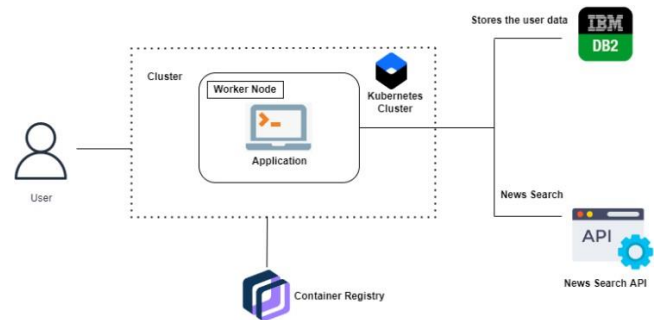 Stores the user data
IBM
DB2
Cluster
Worker Node
Kubernetes
Cluster
>_
Application
User
News Search
API
News Search API
Container Registry